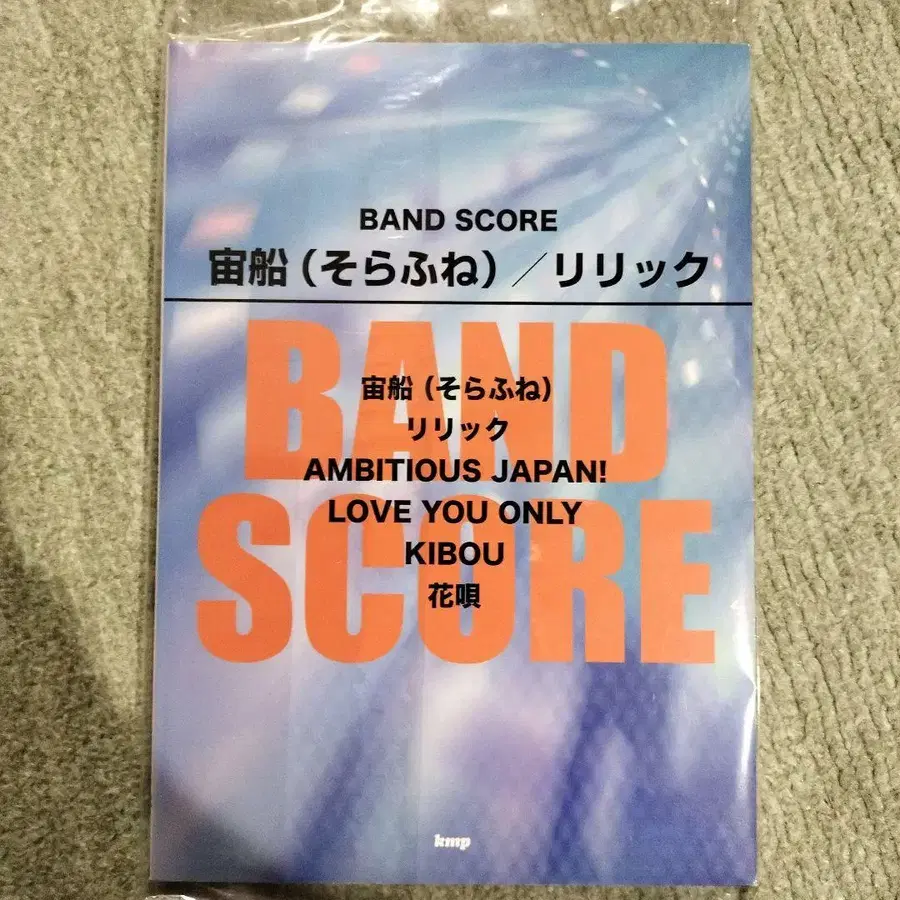 BAND SCORE
宙船（そらふね）／リリック
BAND
SCORE
宙船（そらふね）
リリック
AMBITIOUS JAPAN!
LOVE YOU ONLY
KIBOU
花唄
kmp